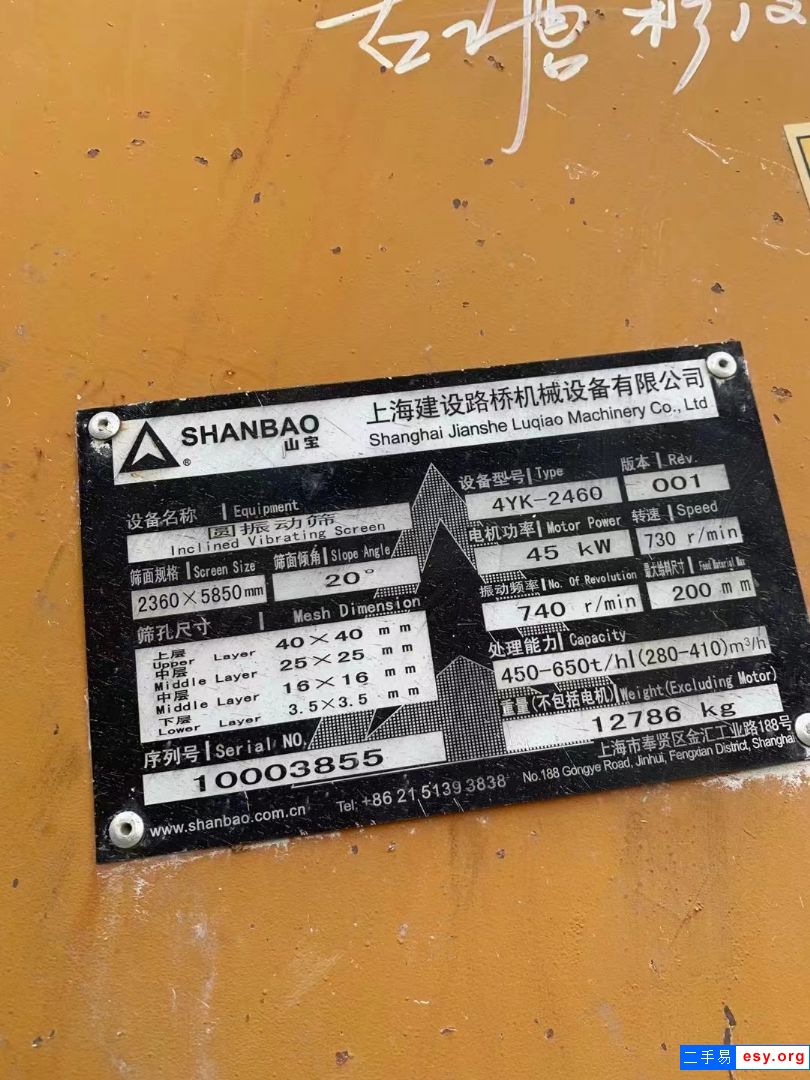 SHANBAO
山宝
®
上海建设路桥机械设备有限公司
Shanghai Jianshe Luqiao Machinery Co., Ltd
设备名称 | Equipment
圆振动筛
Inclined Vibrating Screen
设备型号 | Type
4YK-2460
版本 | Rev.
001
筛面规格 | Screen Size
2360×5850mm
筛面倾角 | Slope Angle
20°
电机功率 | Motor Power
45 kW
转速 | Speed
730 r/min
筛孔尺寸 | Mesh Dimension
上层
Upper Layer 40×40 mm
中层
Middle Layer 25×25 mm
中层
Middle Layer 16×16 mm
下层
Lower Layer 3.5×3.5 mm
振动频率 | No. Of Revolution
740 r/min
最大给料尺寸 | Feed Material Max
200 mm
处理能力 | Capacity
450-650t/h|(280-410)m³/h
重量(不包括电机) | Weight(Excluding Motor)
12786 kg
序列号 | Serial NO.
10003855
上海市奉贤区金汇工业路188号
No.188 Gongye Road, Jinhui, Fengxian District, Shanghai
www.shanbao.com.cn Tel: +86 21 5139 3838
二手易 esy.org